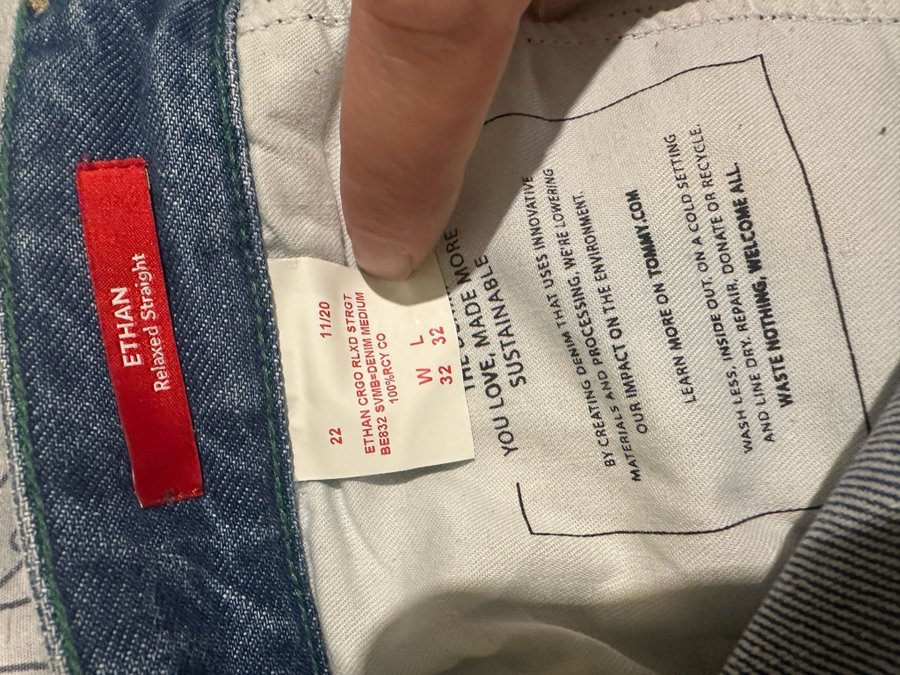 ETHAN
Relaxed Straight
22 11/20
ETHAN CRGO RLXD STRGT
BE832 SVMB=DENIM MEDIUM
100%RCY CO
W L
32 32
MORE
YOU LOVE, MADE MORE
SUSTAINABLE
BY CREATING DENIM THAT USES INNOVATIVE
MATERIALS AND PROCESSING, WE'RE LOWERING
OUR IMPACT ON THE ENVIRONMENT.
LEARN MORE ON TOMMY.COM
WASH LESS, INSIDE OUT, ON A COLD SETTING
AND LINE DRY. REPAIR, DONATE OR RECYCLE.
WASTE NOTHING, WELCOME ALL.